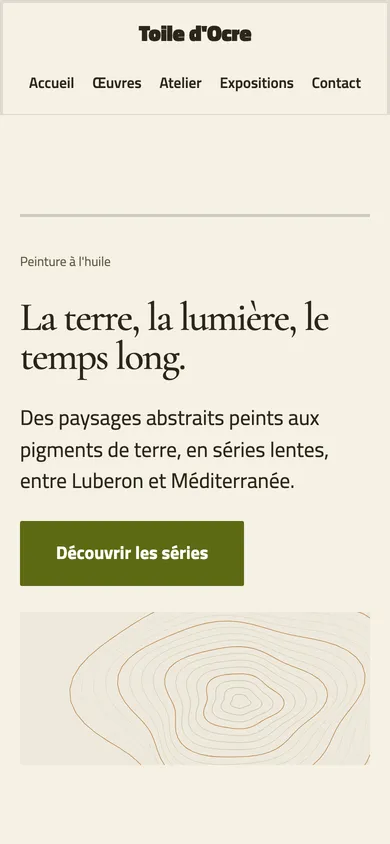 Toile d'Ocre
Accueil Œuvres Atelier Expositions Contact
Peinture à l'huile
La terre, la lumière, le
temps long.
Des paysages abstraits peints aux
pigments de terre, en séries lentes,
entre Luberon et Méditerranée.
Découvrir les séries